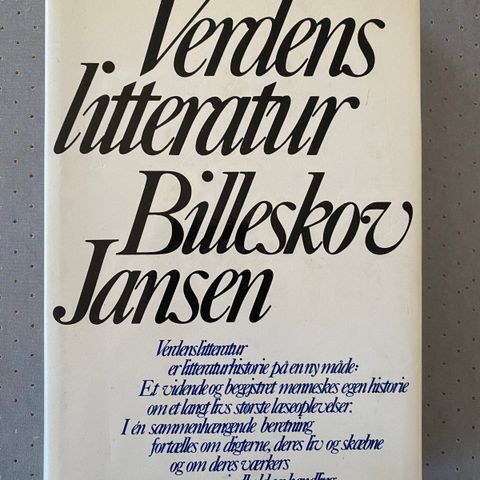 Verdens
litteratur
Billeskov
Jansen
Verdenslitteratur
er litteraturhistorie på en ny måde:
Et vidende og begejstret menneskes egen historie
om et langt livs største læseoplevelser.
I én sammenhængende beretning
fortælles om digterne, deres liv og skæbne
og om deres værkers